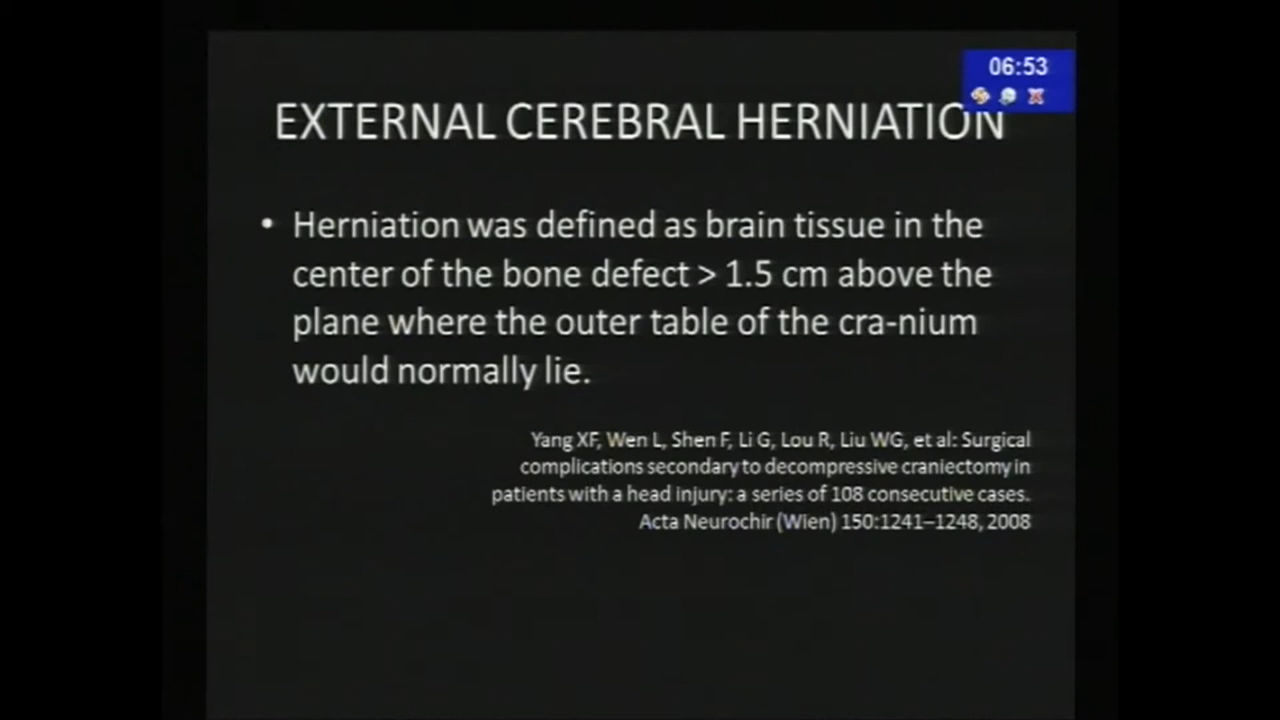 06:53
EXTERNAL CEREBRAL HERNIATION
• Herniation was defined as brain tissue in the
center of the bone defect > 1.5 cm above the
plane where the outer table of the cra-nium
would normally lie.
Yang XF, Wen L, Shen F, Li G, Lou R, Liu WG, et al: Surgical
complications secondary to decompressive craniectomy in
patients with a head injury: a series of 108 consecutive cases.
Acta Neurochir (Wien) 150:1241–1248, 2008